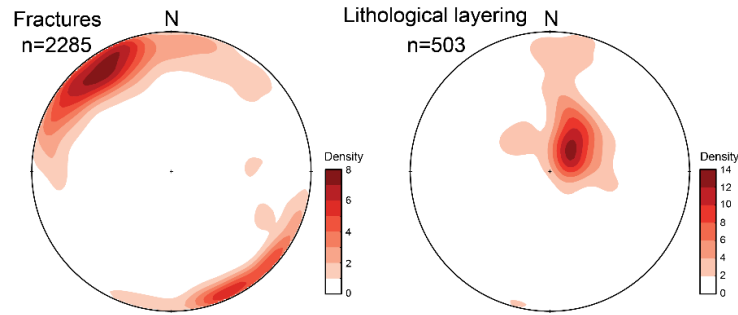 Fractures
n=2285
N
Density
8
6
4
2
0
Lithological layering
n=503
N
Density
14
12
10
8
6
4
2
0